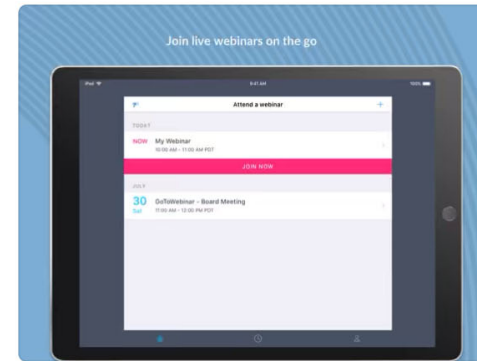 Join live webinars on the go
iPad
9:41 AM
100%
Attend a webinar
TODAY
NOW
My Webinar
10:00 AM - 11:00 AM PDT
JOIN NOW
JULY
30
Sat
GoToWebinar - Board Meeting
11:00 AM - 12:00 PM PDT